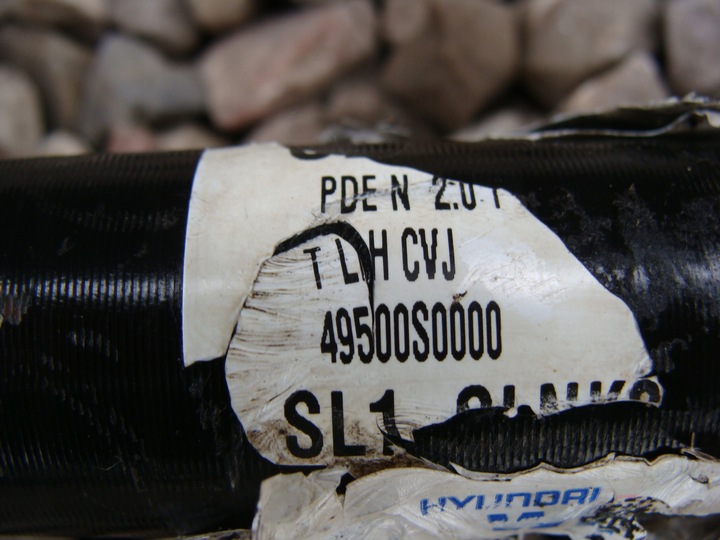 PDE N 2.0 T
T LH CVJ
49500S0000
SL1
HYUNDAI